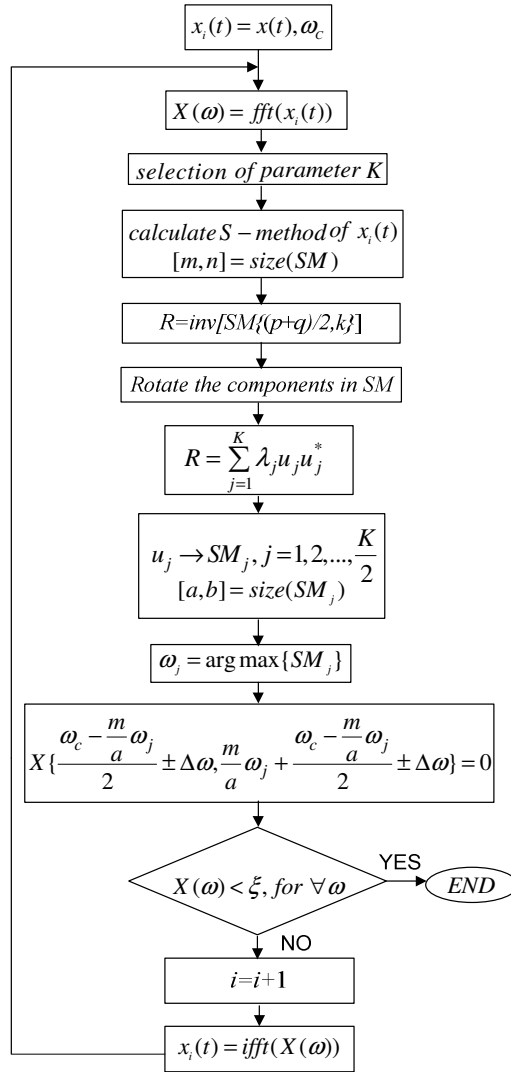 x_i(t) = x(t), ω_C
X(ω) = fft(x_i(t))
selection of parameter K
calculate S − method of x_i(t)
[m,n] = size(SM)
R=inv[SM{(p+q)/2,k}]
Rotate the components in SM
R = ∑_{j=1}^{K} λ_j u_j u_j^*
u_j → SM_j, j = 1,2,...,K/2
[a,b] = size(SM_j)
ω_j = arg max{SM_j}
X{(ω_c − (m/a)ω_j)/2 ± Δω, (m/a)ω_j + (ω_c − (m/a)ω_j)/2 ± Δω} = 0
X(ω) < ξ, for ∀ω
YES
END
NO
i=i+1
x_i(t) = ifft(X(ω))